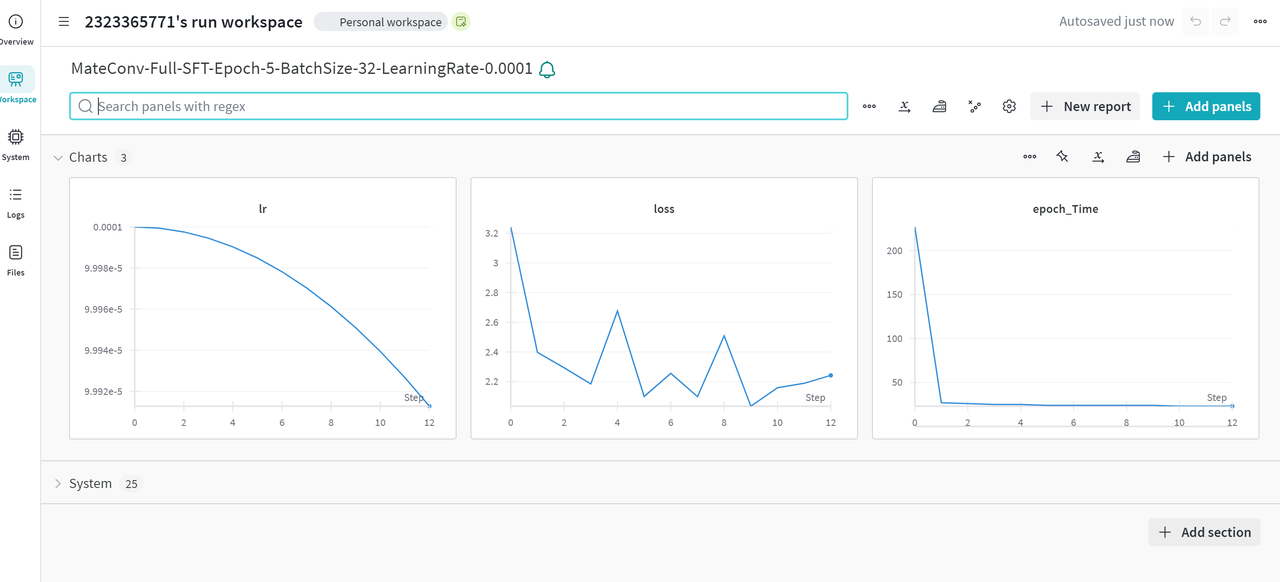 2323365771's run workspace
Personal workspace
Autosaved just now
Overview
Workspace
System
Logs
Files
MateConv-Full-SFT-Epoch-5-BatchSize-32-LearningRate-0.0001
Search panels with regex
New report
Add panels
Charts 3
Add panels
lr
0.0001
9.998e-5
9.996e-5
9.994e-5
9.992e-5
Step
0 2 4 6 8 10 12
loss
3.2
3
2.8
2.6
2.4
2.2
Step
0 2 4 6 8 10 12
epoch_Time
200
150
100
50
Step
0 2 4 6 8 10 12
System 25
Add section